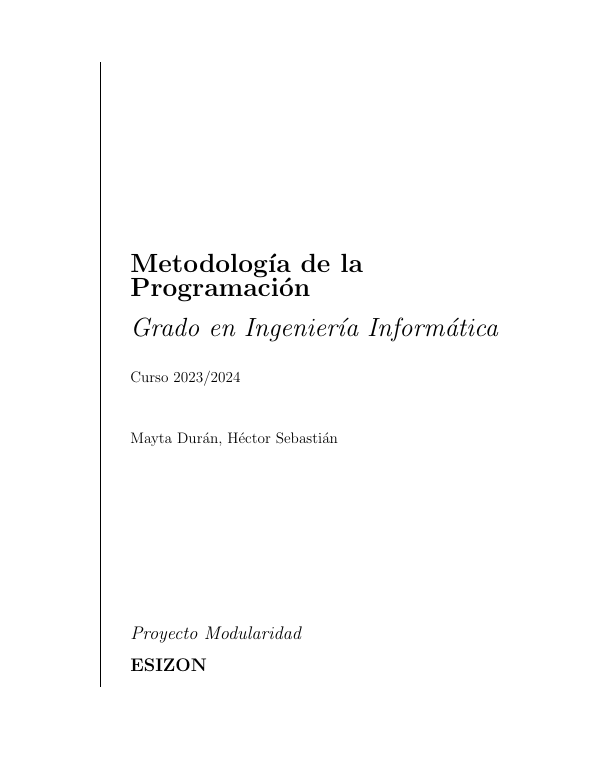 Metodología de la
Programación
Grado en Ingeniería Informática
Curso 2023/2024
Mayta Durán, Héctor Sebastián
Proyecto Modularidad
ESIZON